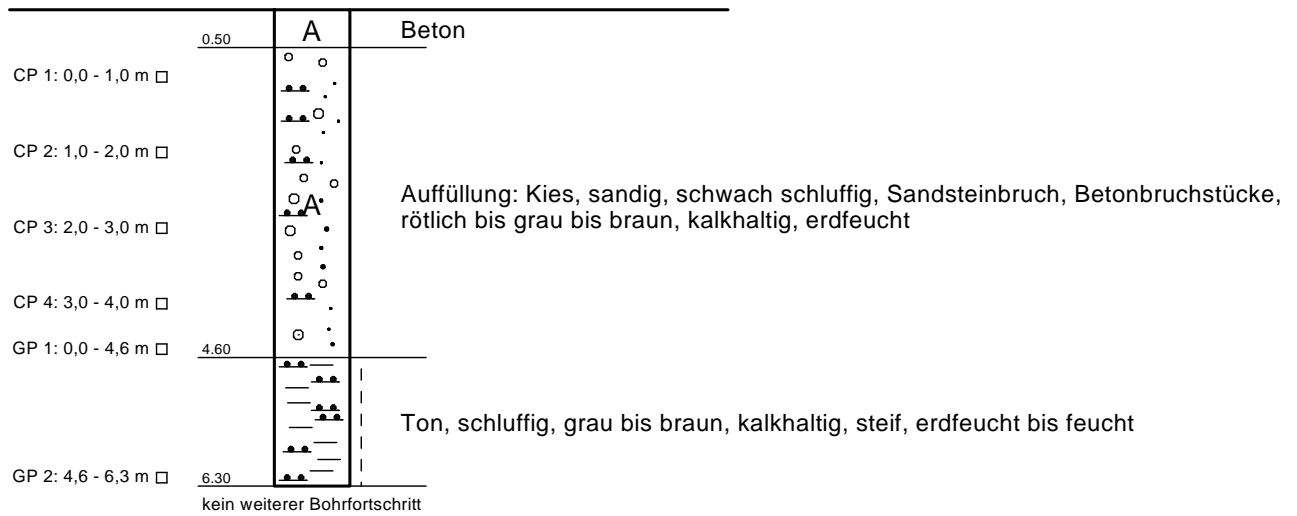 A
Beton
0.50
CP 1: 0,0 - 1,0 m
CP 2: 1,0 - 2,0 m
Auffüllung: Kies, sandig, schwach schluffig, Sandsteinbruch, Betonbruchstücke,
A
rötlich bis grau bis braun, kalkhaltig, erdfeucht
CP 3: 2,0 - 3,0 m
CP 4: 3,0 - 4,0 m
GP 1: 0,0 - 4,6 m
4.60
Ton, schluffig, grau bis braun, kalkhaltig, steif, erdfeucht bis feucht
GP 2: 4,6 - 6,3 m
6.30
kein weiterer Bohrfortschritt